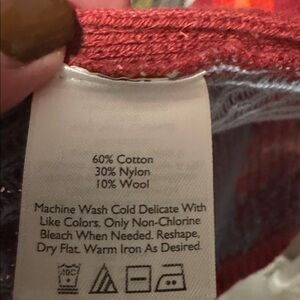 60% Cotton
30% Nylon
10% Wool
Machine Wash Cold Delicate With
Like Colors, Only Non-Chlorine
Bleach When Needed. Reshape,
Dry Flat. Warm Iron As Desired.